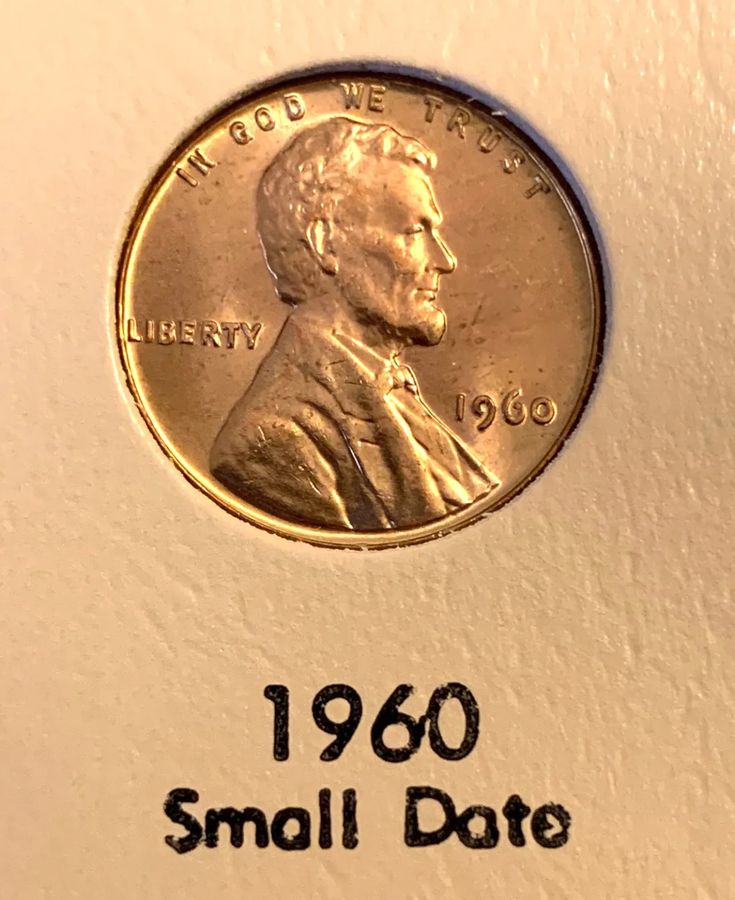 IN GOD WE TRUST
LIBERTY
1960
1960
Small Date